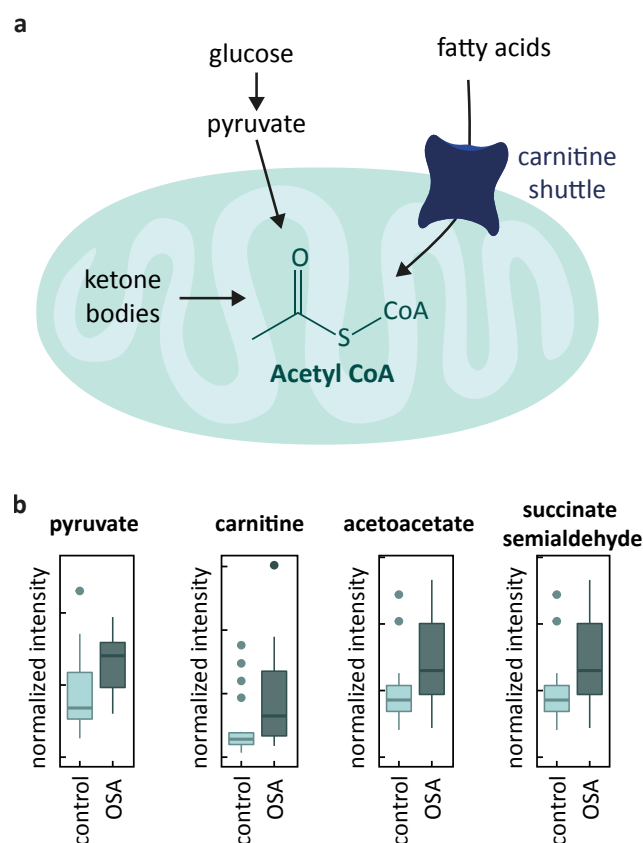 a
glucose
fatty acids
pyruvate
carnitine
shuttle
ketone
bodies
O
S
CoA
Acetyl CoA
b
pyruvate
carnitine
acetoacetate
succinate
semialdehyde
normalized intensity
normalized intensity
normalized intensity
normalized intensity
control
OSA
control
OSA
control
OSA
control
OSA